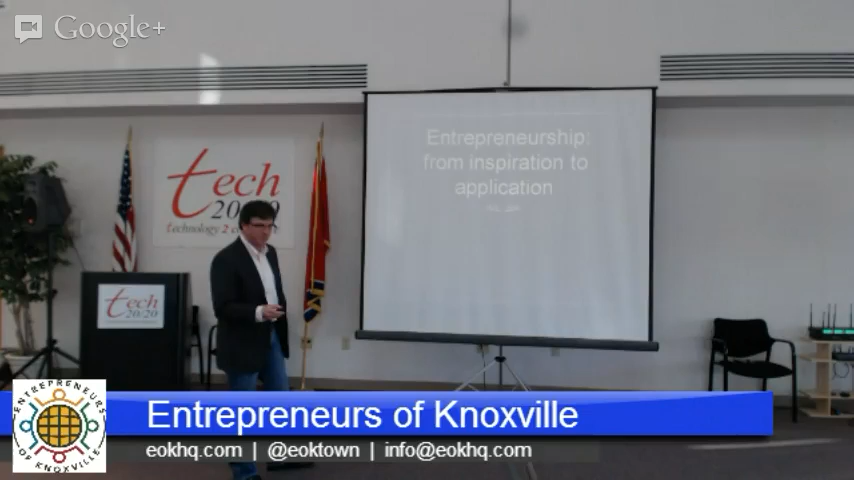 Google+
Entrepreneurship:
from inspiration to
application
tech
20/20
technology 2
tech
20/20
ENTREPRENEURS
OF KNOXVILLE
Entrepreneurs of Knoxville
eokhq.com | @eoktown | info@eokhq.com